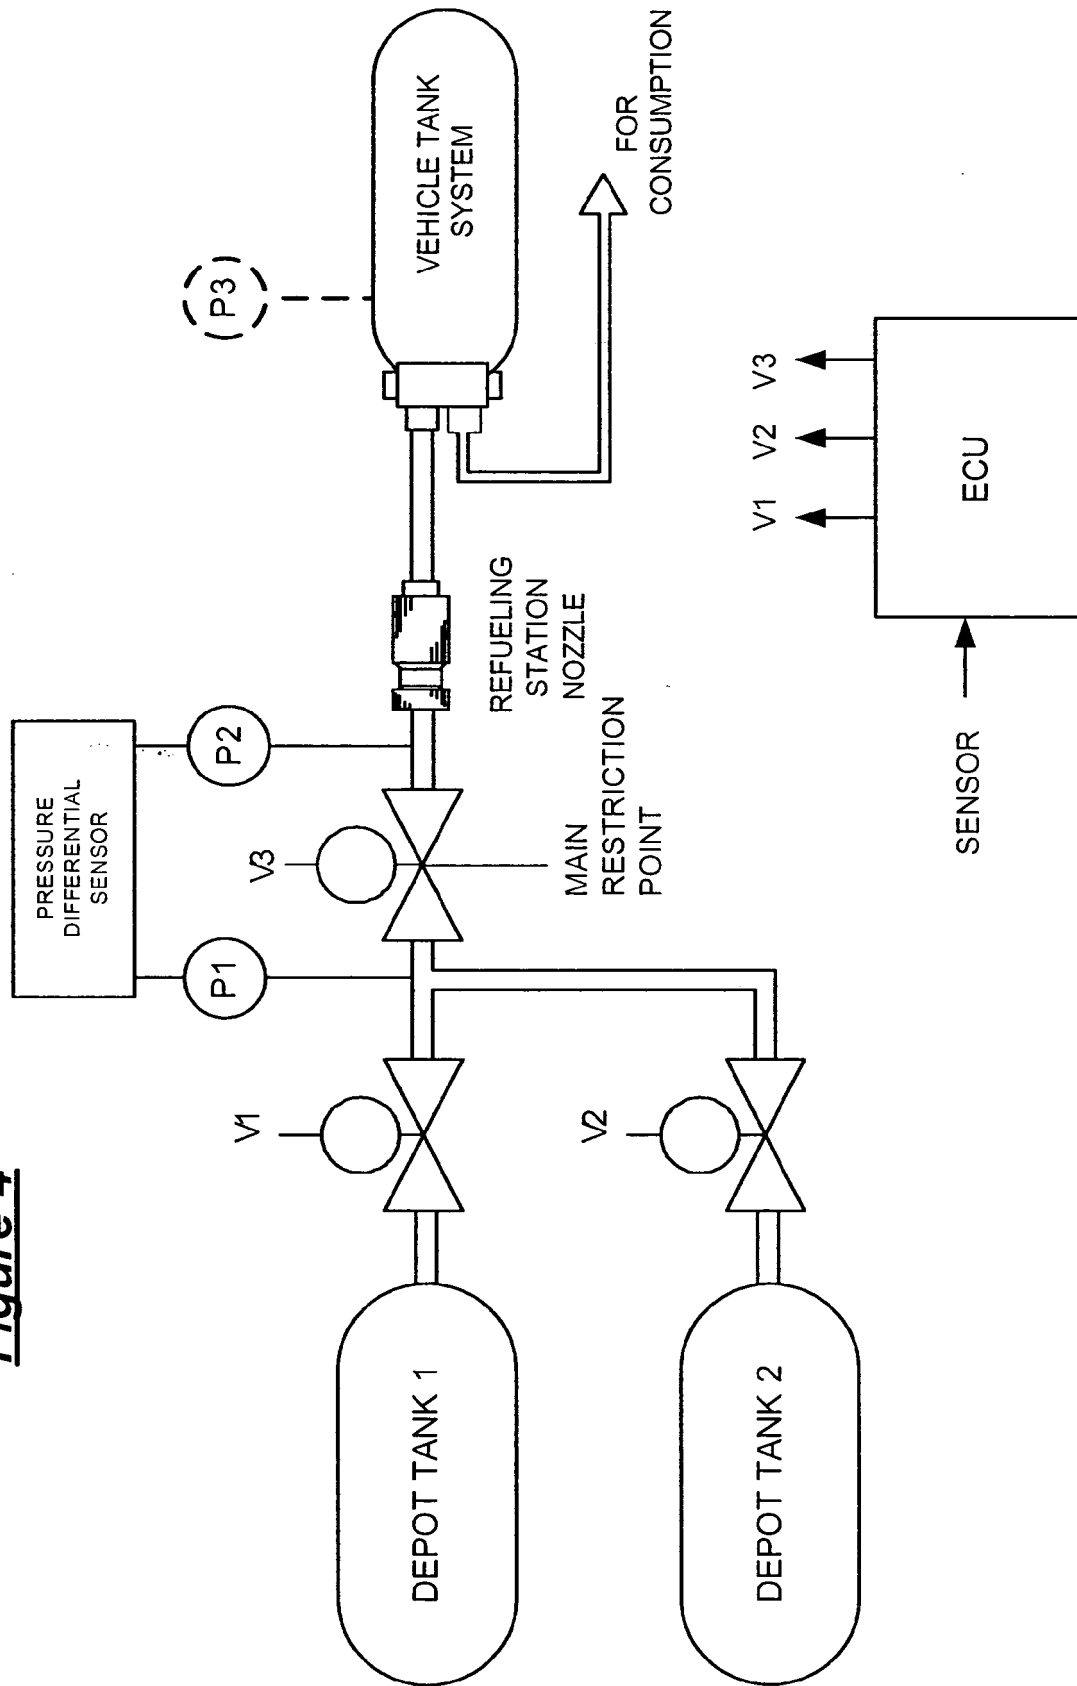 Figure 4
PRESSURE
DIFFERENTIAL
SENSOR
P1
P2
P3
V1
V3
V2
DEPOT TANK 1
DEPOT TANK 2
MAIN
RESTRICTION
POINT
REFUELING
STATION
NOZZLE
VEHICLE TANK
SYSTEM
FOR
CONSUMPTION
SENSOR
ECU
V1
V2
V3